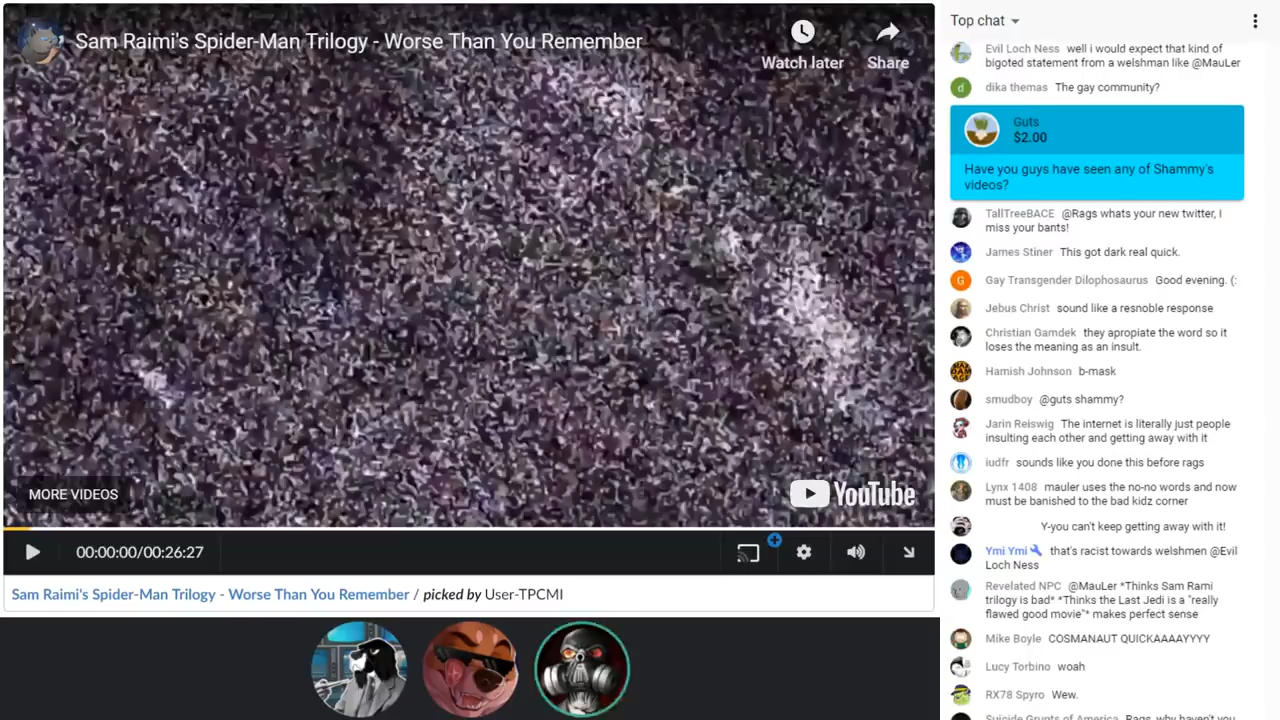 Sam Raimi's Spider-Man Trilogy - Worse Than You Remember
Watch later
Share
MORE VIDEOS
YouTube
00:00:00/00:26:27
Sam Raimi's Spider-Man Trilogy - Worse Than You Remember / picked by User-TPCMI
Top chat
Evil Loch Ness well i would expect that kind of
bigoted statement from a welshman like @MauLer
d
dika themas The gay community?
Guts
$2.00
Have you guys have seen any of Shammy's
videos?
TallTreeBACE @Rags whats your new twitter, I
miss your bants!
James Stiner This got dark real quick.
G
Gay Transgender Dilophosaurus Good evening. (:
Jebus Christ sound like a resnoble response
Christian Gamdek they apropiate the word so it
loses the meaning as an insult.
Hamish Johnson b-mask
smudboy @guts shammy?
Jarin Reiswig The internet is literally just people
insulting each other and getting away with it
iudfr sounds like you done this before rags
Lynx 1408 mauler uses the no-no words and now
must be banished to the bad kidz corner
Y-you can't keep getting away with it!
Ymi Ymi that's racist towards welshmen @Evil
Loch Ness
Revelated NPC @MauLer *Thinks Sam Rami
trilogy is bad* *Thinks the Last Jedi is a "really
flawed good movie"* makes perfect sense
Mike Boyle COSMANAUT QUICKAAAAYYYY
Lucy Torbino woah
RX78 Spyro Wew.
Suicide Grunts of America Rags, why haven't you